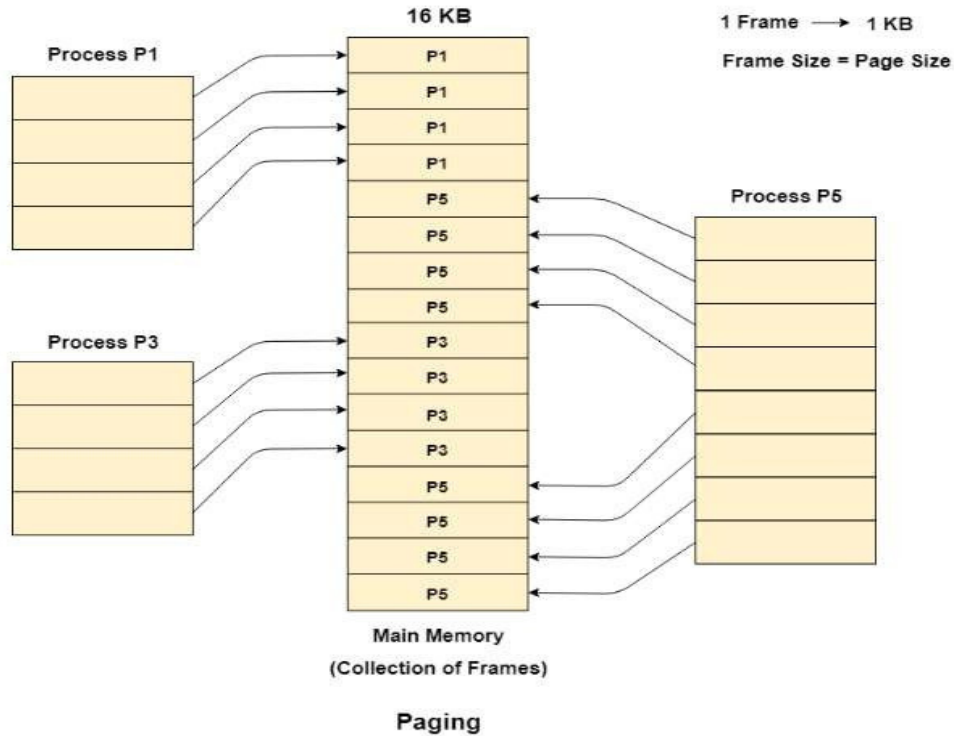 16 KB
1 Frame → 1 KB
Frame Size = Page Size
Process P1
P1
P1
P1
P1
P5
P5
P5
P5
P3
P3
P3
P3
P5
P5
P5
P5
Process P5
Process P3
Main Memory
(Collection of Frames)
Paging